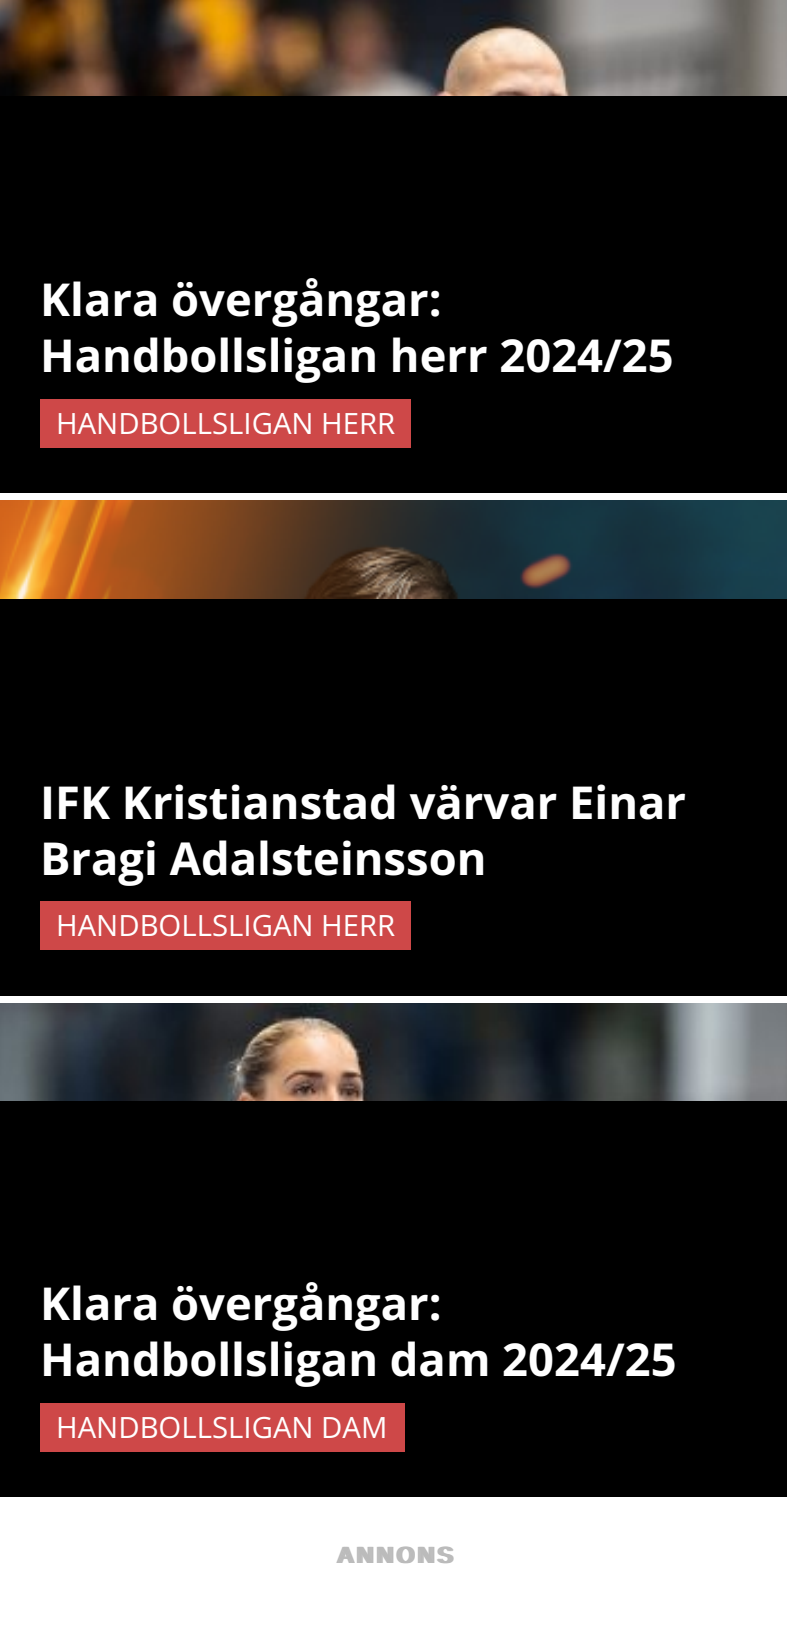 Klara övergångar:
Handbollsligan herr 2024/25
HANDBOLLSLIGAN HERR
IFK Kristianstad värvar Einar
Bragi Adalsteinsson
HANDBOLLSLIGAN HERR
Klara övergångar:
Handbollsligan dam 2024/25
HANDBOLLSLIGAN DAM
ANNONS